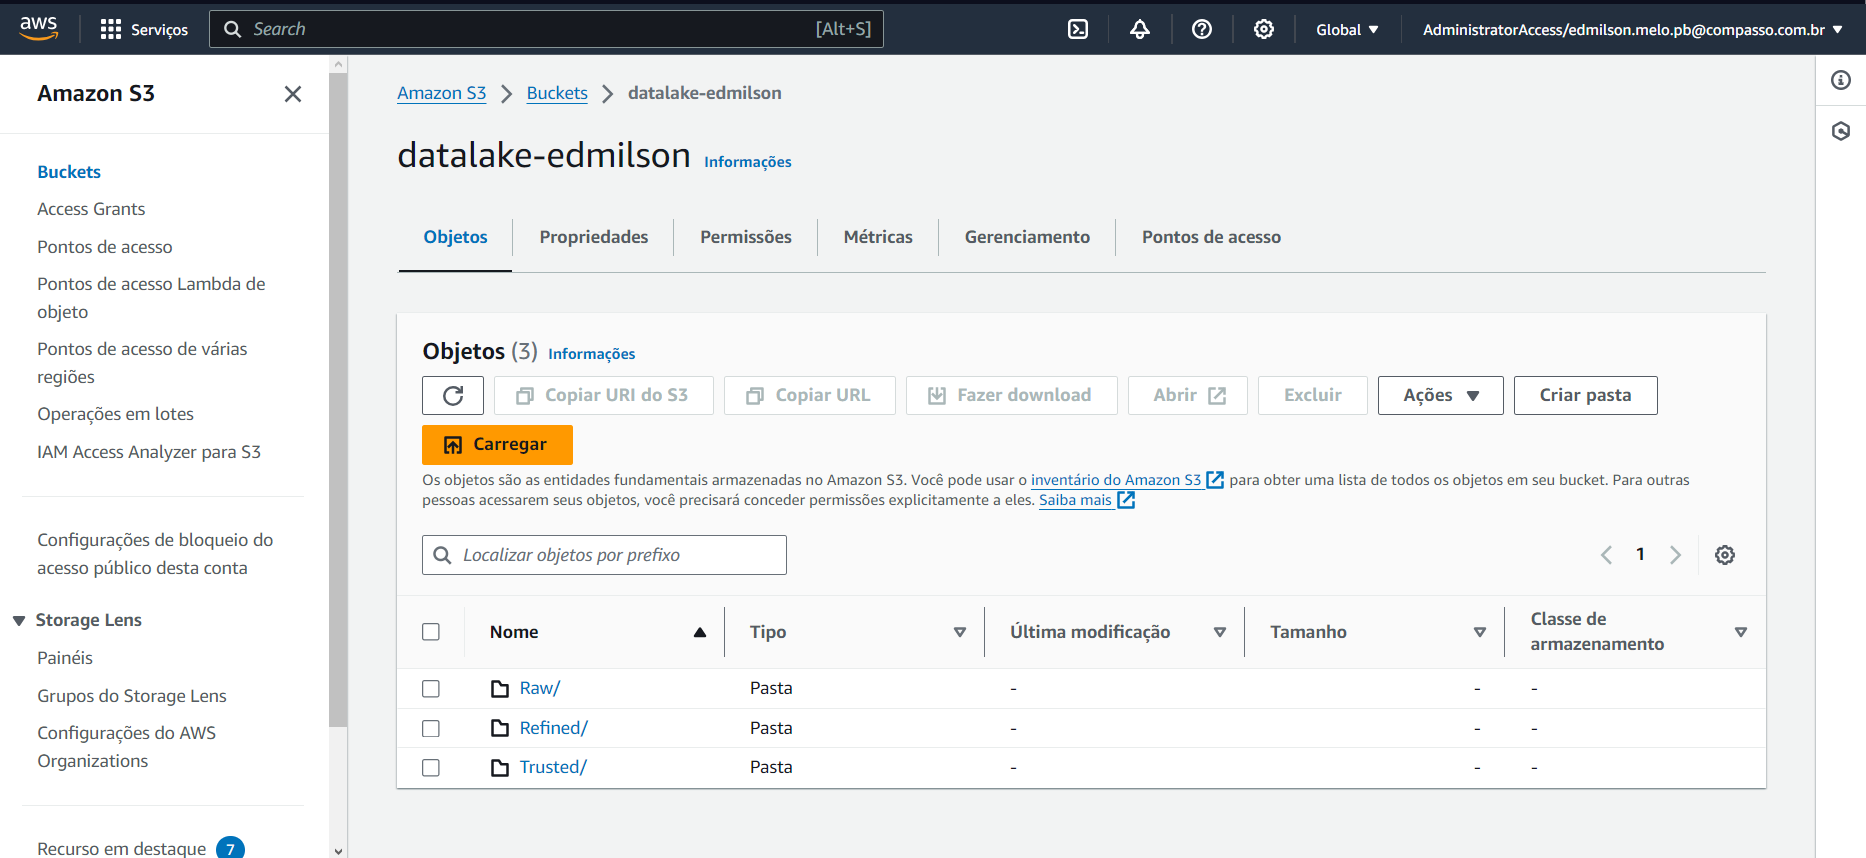 aws
Serviços
Search
[Alt+S]
Global
AdministratorAccess/edmilson.melo.pb@compasso.com.br
Amazon S3
Buckets
Access Grants
Pontos de acesso
Pontos de acesso Lambda de
objeto
Pontos de acesso de várias
regiões
Operações em lotes
IAM Access Analyzer para S3
Configurações de bloqueio do
acesso público desta conta
Storage Lens
Painéis
Grupos do Storage Lens
Configurações do AWS
Organizations
Recurso em destaque 7
Amazon S3 > Buckets > datalake-edmilson
datalake-edmilson Informações
Objetos
Propriedades
Permissões
Métricas
Gerenciamento
Pontos de acesso
Objetos (3) Informações
Copiar URI do S3
Copiar URL
Fazer download
Abrir
Excluir
Ações
Criar pasta
Carregar
Os objetos são as entidades fundamentais armazenadas no Amazon S3. Você pode usar o inventário do Amazon S3 para obter uma lista de todos os objetos em seu bucket. Para outras
pessoas acessarem seus objetos, você precisará conceder permissões explicitamente a eles. Saiba mais
Localizar objetos por prefixo
1
Nome
Tipo
Última modificação
Tamanho
Classe de
armazenamento
Raw/ Pasta - - -
Refined/ Pasta - - -
Trusted/ Pasta - - -